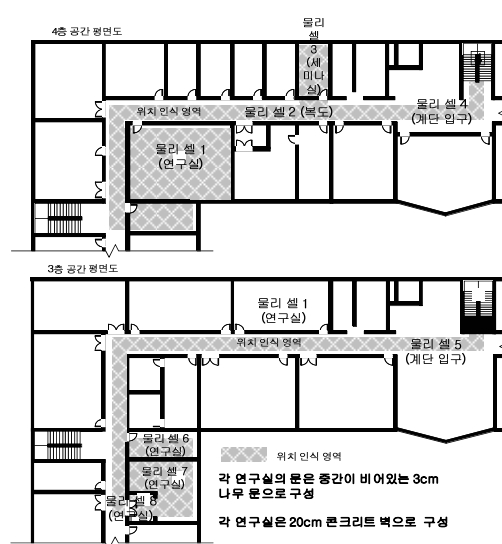 4층 공간 평면도
물리
셀
3
(세
미나
실)
위치 인식 영역
물리 셀 2 (복도)
물리 셀 4
(계단 입구)
물리 셀 1
(연구실)
3층 공간 평면도
물리 셀 1
(연구실)
위치 인식 영역
물리 셀 5
(계단 입구)
물리 셀 6
(연구실)
물리 셀 7
(연구실)
물리 셀 8
(연구실)
위치 인식 영역
각 연구실의 문은 중간이 비어있는 3cm
나무 문으로 구성
각 연구실은 20cm 콘크리트 벽으로 구성